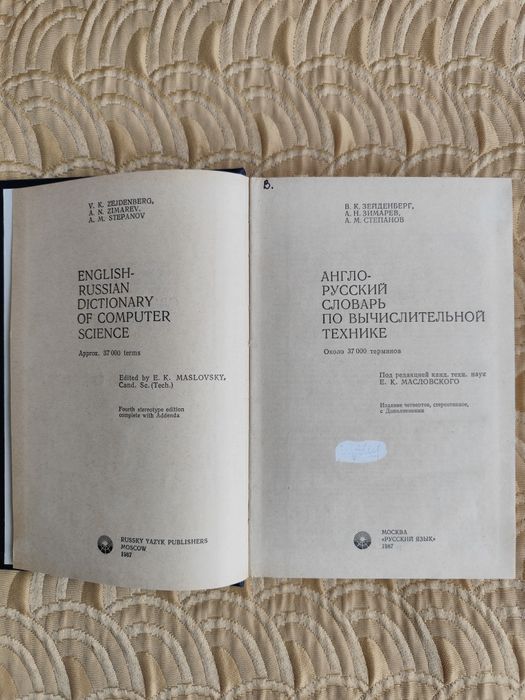 V. K. ZEJDENBERG,
A. N. ZIMAREV,
A. M. STEPANOV
ENGLISH-
RUSSIAN
DICTIONARY
OF COMPUTER
SCIENCE
Approx. 37 000 terms
Edited by E. K. MASLOVSKY,
Cand. Sc. (Tech.)
Fourth stereotype edition
complete with Addenda
RUSSKY YAZYK PUBLISHERS
MOSCOW
1987
В.
В. К. ЗЕЙДЕНБЕРГ,
А. Н. ЗИМАРЕВ,
А. М. СТЕПАНОВ
АНГЛО-
РУССКИЙ
СЛОВАРЬ
ПО ВЫЧИСЛИТЕЛЬНОЙ
ТЕХНИКЕ
Около 37 000 терминов
Под редакцией канд. техн. наук
Е. К. МАСЛОВСКОГО
Издание четвертое, стереотипное,
с Дополнением
МОСКВА
«РУССКИЙ ЯЗЫК»
1987